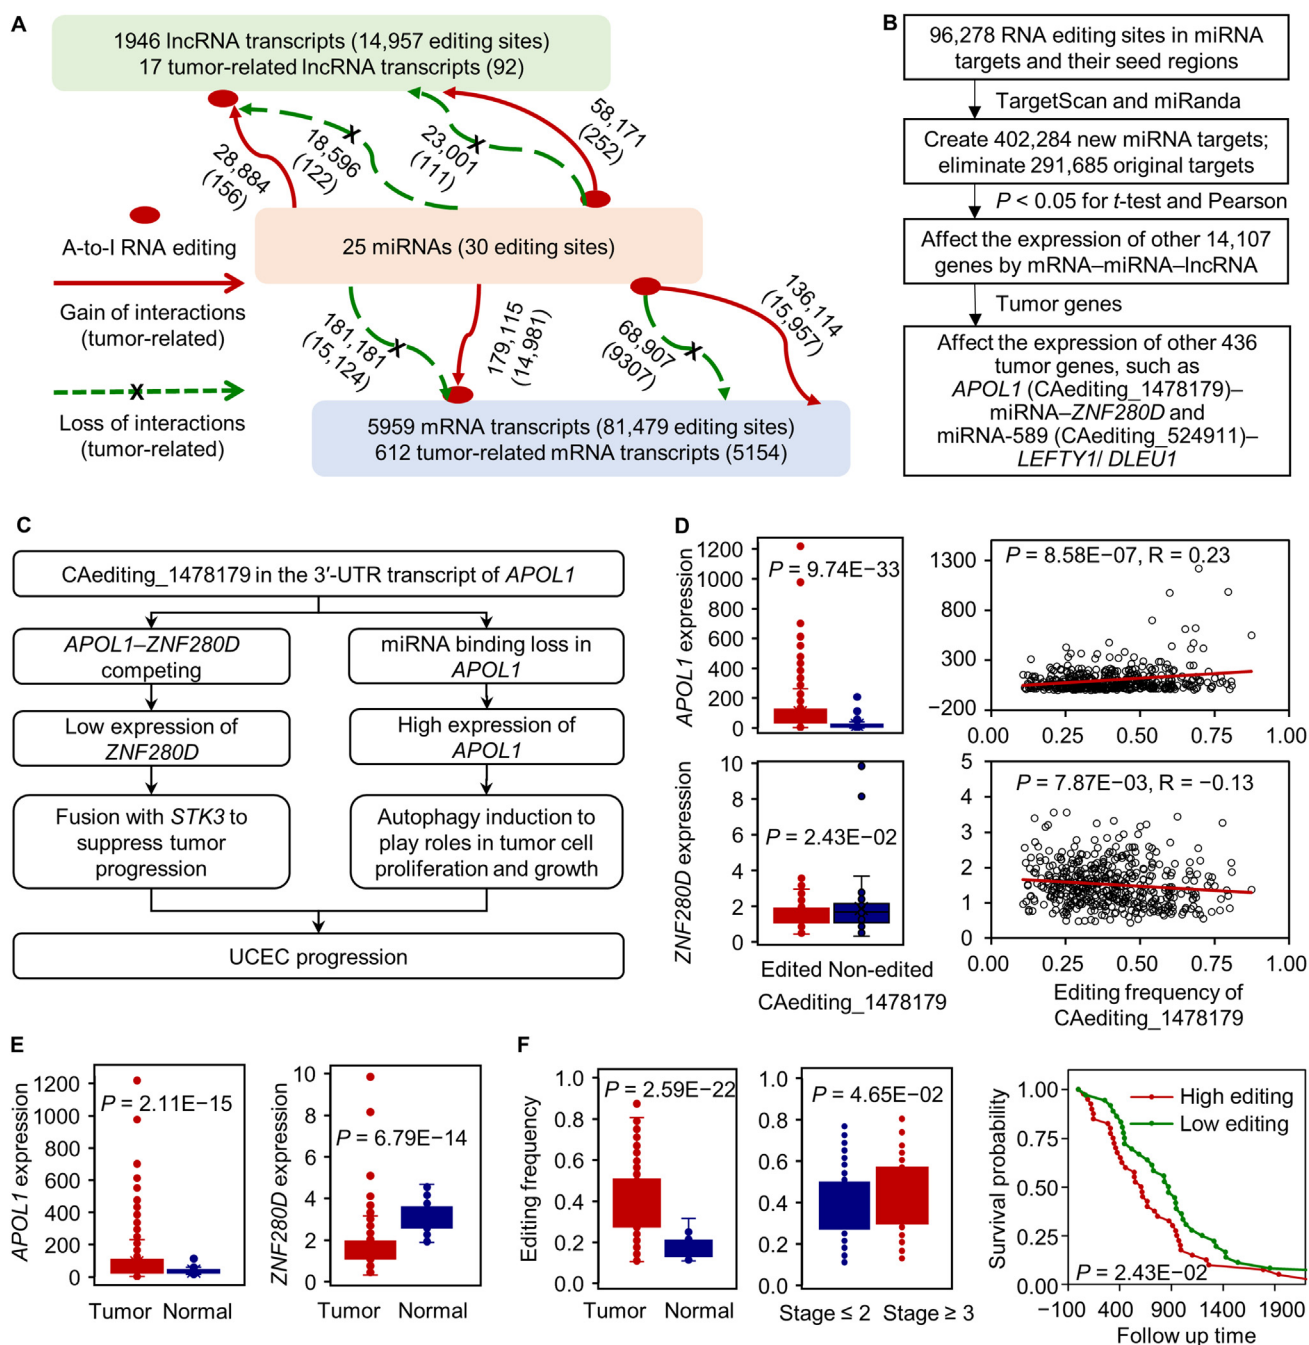 A
1946 lncRNA transcripts (14,957 editing sites)
17 tumor-related lncRNA transcripts (92)
28,884
(156)
18,596
(122)
23,001
(111)
58,171
(252)
X
X
A-to-I RNA editing
25 miRNAs (30 editing sites)
Gain of interactions
(tumor-related)
X
Loss of interactions
(tumor-related)
181,181
(15,124)
X
179,115
(14,981)
68,907
(9307)
X
136,114
(15,957)
5959 mRNA transcripts (81,479 editing sites)
612 tumor-related mRNA transcripts (5154)
B
96,278 RNA editing sites in miRNA
targets and their seed regions
TargetScan and miRanda
Create 402,284 new miRNA targets;
eliminate 291,685 original targets
P < 0.05 for t-test and Pearson
Affect the expression of other 14,107
genes by mRNA–miRNA–lncRNA
Tumor genes
Affect the expression of other 436
tumor genes, such as
APOL1 (CAediting_1478179)–
miRNA–ZNF280D and
miRNA-589 (CAediting_524911)–
LEFTY1/ DLEU1
C
CAediting_1478179 in the 3′-UTR transcript of APOL1
APOL1–ZNF280D
competing
miRNA binding loss in
APOL1
Low expression of
ZNF280D
High expression of
APOL1
Fusion with STK3 to
suppress tumor
progression
Autophagy induction to
play roles in tumor cell
proliferation and growth
UCEC progression
D
APOL1 expression
1200
1000
800
600
400
200
0
P = 9.74E−33
1300
800
300
−200
P = 8.58E−07, R = 0.23
0.00 0.25 0.50 0.75 1.00
ZNF280D expression
10
8
6
4
2
0
P = 2.43E−02
Edited Non-edited
CAediting_1478179
5
4
3
2
1
0
P = 7.87E−03, R = −0.13
0.00 0.25 0.50 0.75 1.00
Editing frequency of
CAediting_1478179
E
APOL1 expression
1200
1000
800
600
400
200
0
P = 2.11E−15
Tumor Normal
ZNF280D expression
10
8
6
4
2
0
P = 6.79E−14
Tumor Normal
F
Editing frequency
1.0
0.8
0.6
0.4
0.2
0.0
P = 2.59E−22
Tumor Normal
1.0
0.8
0.6
0.4
0.2
0.0
P = 4.65E−02
Stage ≤ 2 Stage ≥ 3
Survival probability
1.00
0.75
0.50
0.25
0.00
High editing
Low editing
P = 2.43E−02
−100 400 900 1400 1900
Follow up time